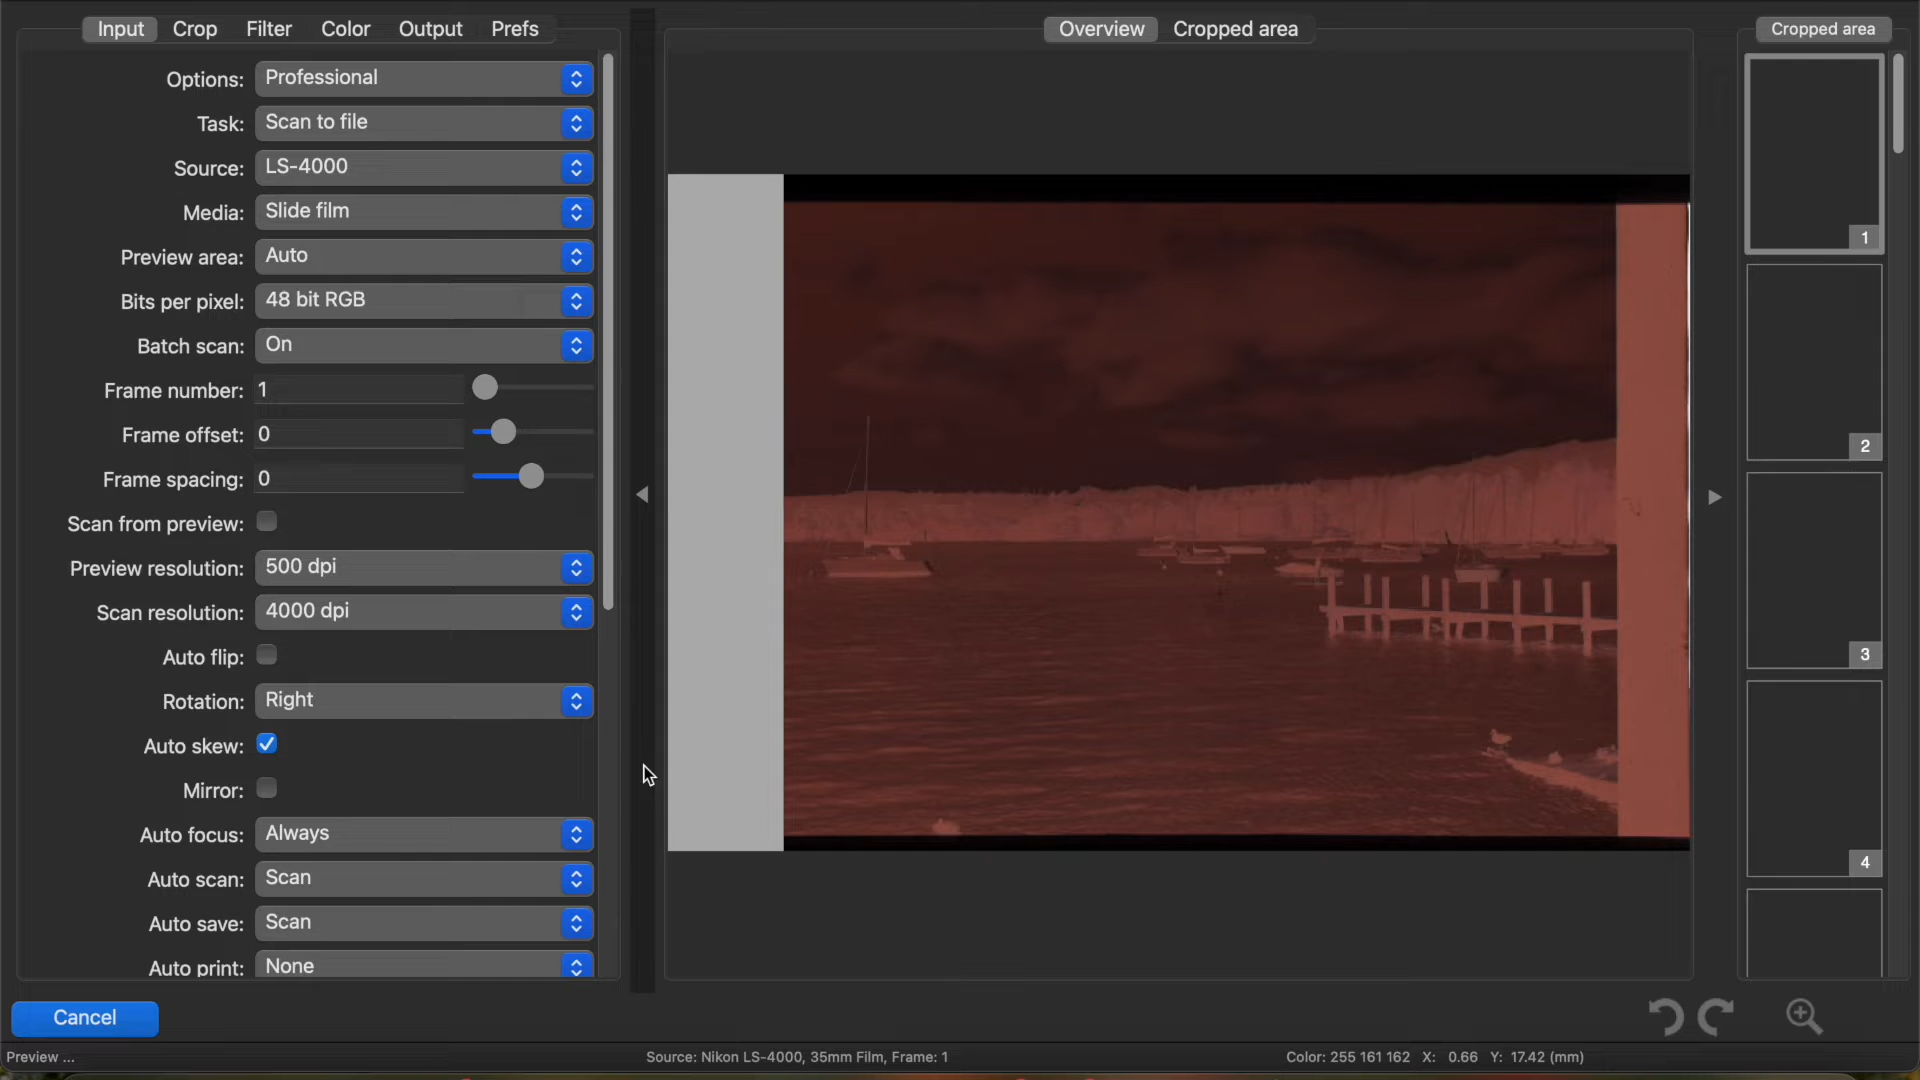 Input Crop Filter Color Output Prefs
Overview Cropped area
Cropped area
Options: Professional
Task: Scan to file
Source: LS-4000
Media: Slide film
Preview area: Auto
Bits per pixel: 48 bit RGB
Batch scan: On
Frame number: 1
Frame offset: 0
Frame spacing: 0
Scan from preview:
Preview resolution: 500 dpi
Scan resolution: 4000 dpi
Auto flip:
Rotation: Right
Auto skew:
Mirror:
Auto focus: Always
Auto scan: Scan
Auto save: Scan
Auto print: None
1
2
3
4
Cancel
Preview ... Source: Nikon LS-4000, 35mm Film, Frame: 1 Color: 255 161 162 X: 0.66 Y: 17.42 (mm)